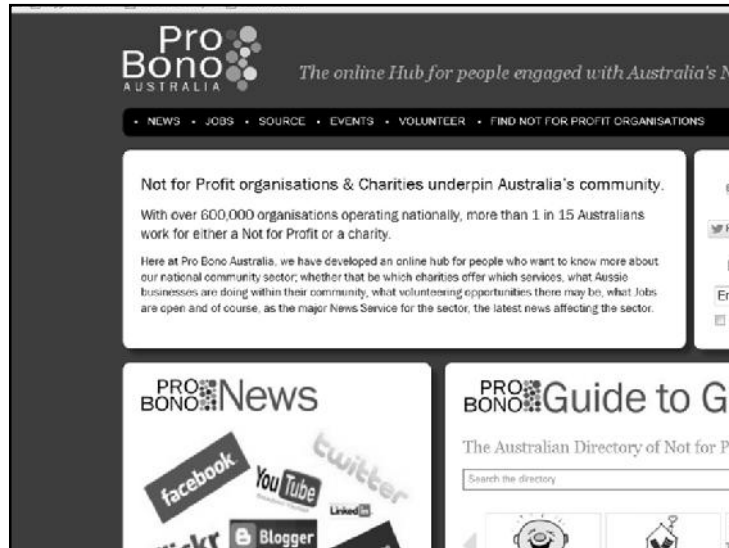 Pro
Bono
AUSTRALIA
The online Hub for people engaged with Australia's N
• NEWS • JOBS • SOURCE • EVENTS • VOLUNTEER • FIND NOT FOR PROFIT ORGANISATIONS
Not for Profit organisations & Charities underpin Australia's community.
With over 600,000 organisations operating nationally, more than 1 in 15 Australians
work for either a Not for Profit or a charity.
Here at Pro Bono Australia, we have developed an online hub for people who want to know more about
our national community sector; whether that be which charities offer which services, what Aussie
businesses are doing within their community, what volunteering opportunities there may be, what Jobs
are open and of course, as the major News Service for the sector, the latest news affecting the sector.
En
PRO
BONO News
facebook
You Tube
twitter
Linked in
flickr
Blogger
PRO
BONO Guide to G
The Australian Directory of Not for P
Search the directory